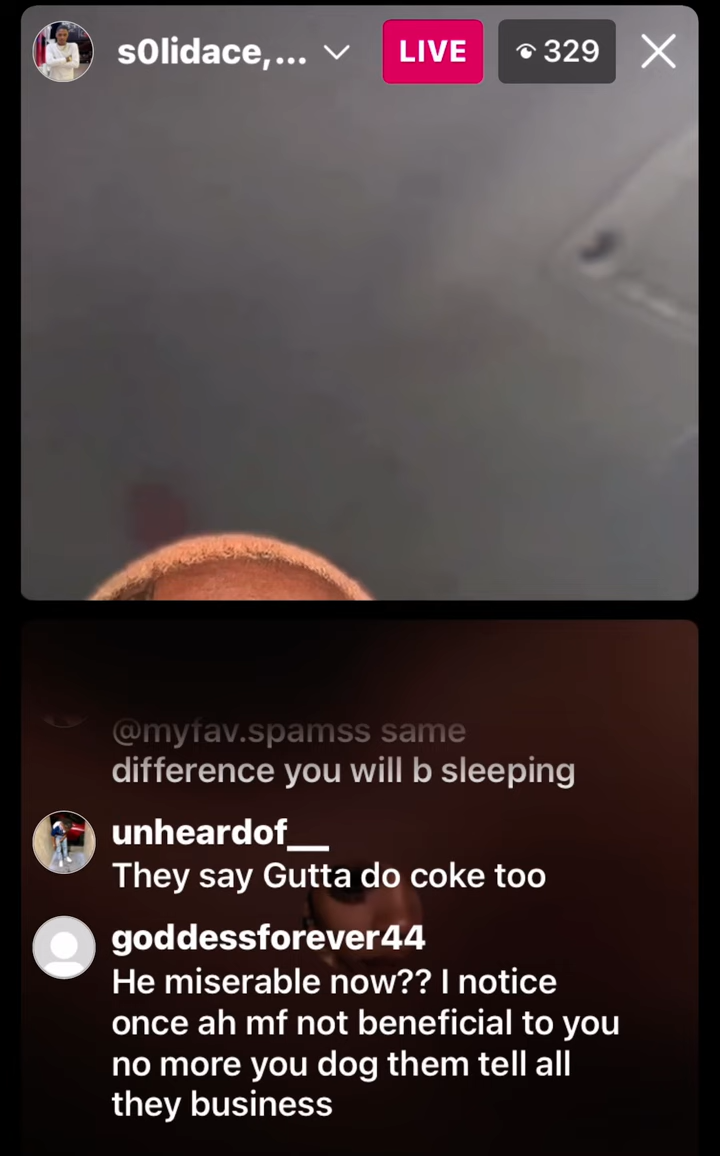 s0lidace,...
LIVE
329
@myfav.spamss same
difference you will b sleeping
unheardof__
They say Gutta do coke too
goddessforever44
He miserable now?? I notice
once ah mf not beneficial to you
no more you dog them tell all
they business